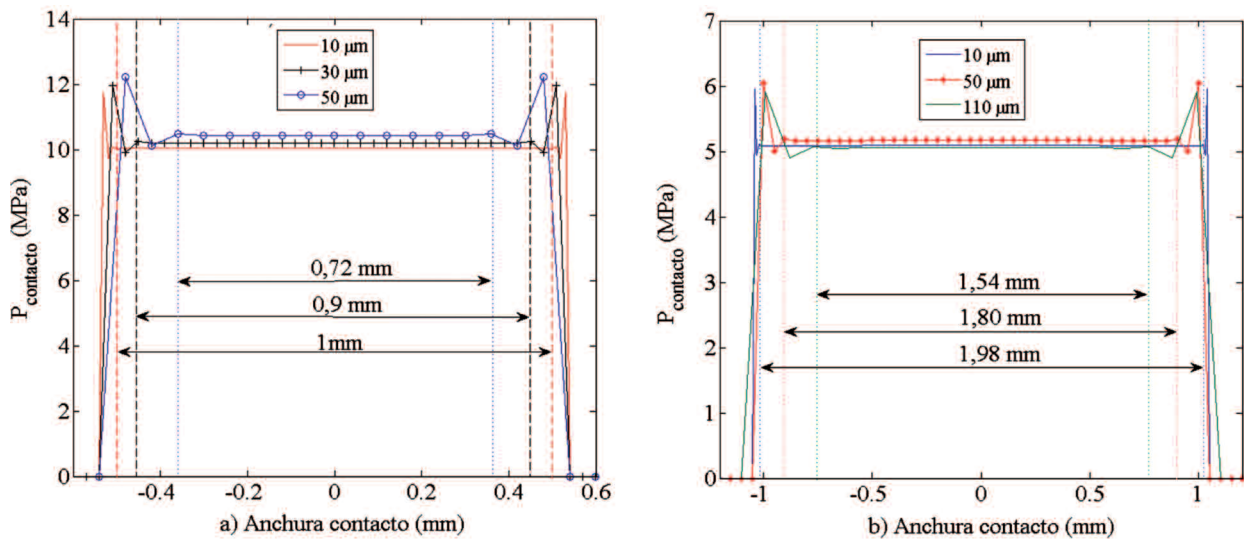 14
12
10
8
6
4
2
0
P contacto (MPa)
10 μm
30 μm
50 μm
0,72 mm
0,9 mm
1mm
-0.4 -0.2 0 0.2 0.4 0.6
a) Anchura contacto (mm)
7
6
5
4
3
2
1
0
P contacto (MPa)
10 μm
50 μm
110 μm
1,54 mm
1,80 mm
1,98 mm
-1 -0.5 0 0.5 1
b) Anchura contacto (mm)